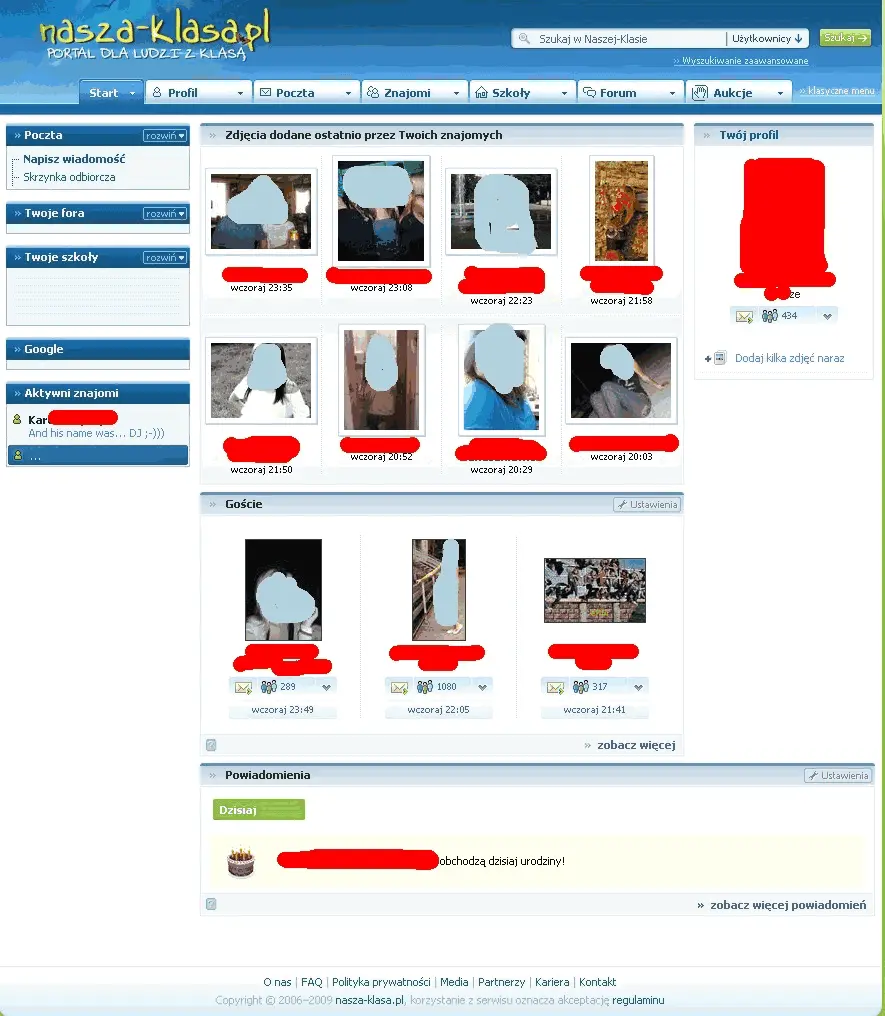 nasza-klasa.pl
PORTAL DLA LUDZI Z KLASĄ
Szukaj w Naszej-Klasie
Użytkownicy
Szukaj
» Wyszukiwanie zaawansowane
Start
Profil
Poczta
Znajomi
Szkoły
Forum
Aukcje
» klasyczne menu
» Poczta rozwiń
Napisz wiadomość
Skrzynka odbiorcza
» Twoje fora rozwiń
» Twoje szkoły rozwiń
» Google
» Aktywni znajomi
Kar
And his name was... DJ ;-)))
...
» Zdjęcia dodane ostatnio przez Twoich znajomych
wczoraj 23:35
wczoraj 23:08
wczoraj 22:23
wczoraj 21:58
wczoraj 21:50
wczoraj 20:52
wczoraj 20:29
wczoraj 20:03
» Goście Ustawienia
289
wczoraj 23:49
1080
wczoraj 22:05
317
wczoraj 21:41
» zobacz więcej
» Twój profil
ze
434
Dodaj kilka zdjęć naraz
» Powiadomienia Ustawienia
Dzisiaj
obchodzą dzisiaj urodziny!
» zobacz więcej powiadomień
O nas | FAQ | Polityka prywatności | Media | Partnerzy | Kariera | Kontakt
Copyright © 2006–2009 nasza-klasa.pl, korzystanie z serwisu oznacza akceptację regulaminu